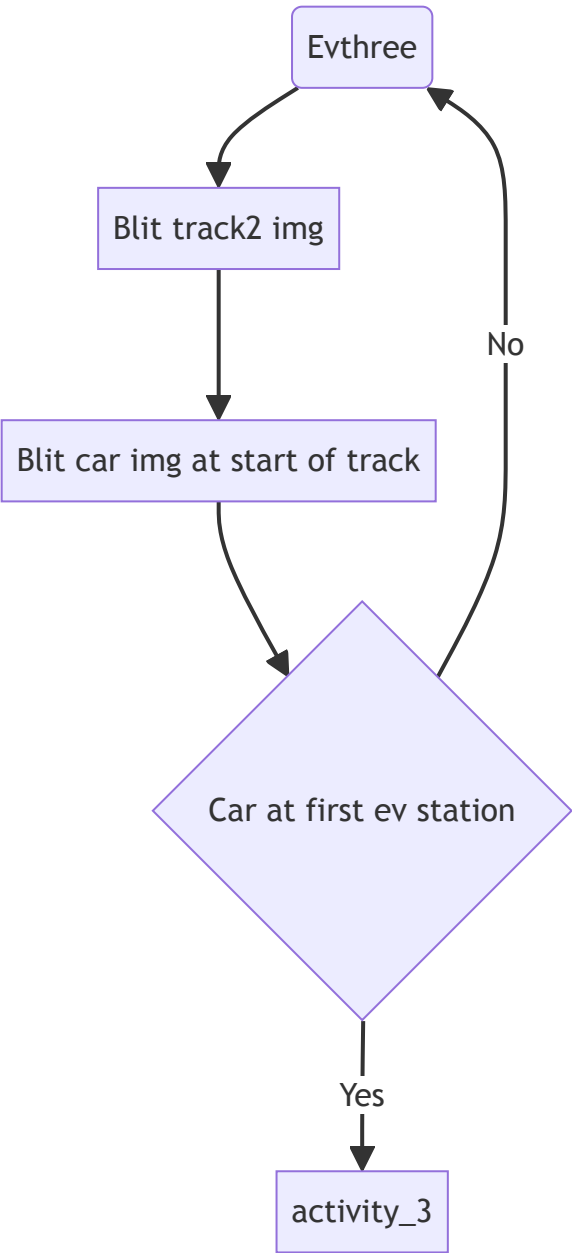 Evthree
Blit track2 img
No
Blit car img at start of track
Car at first ev station
Yes
activity_3